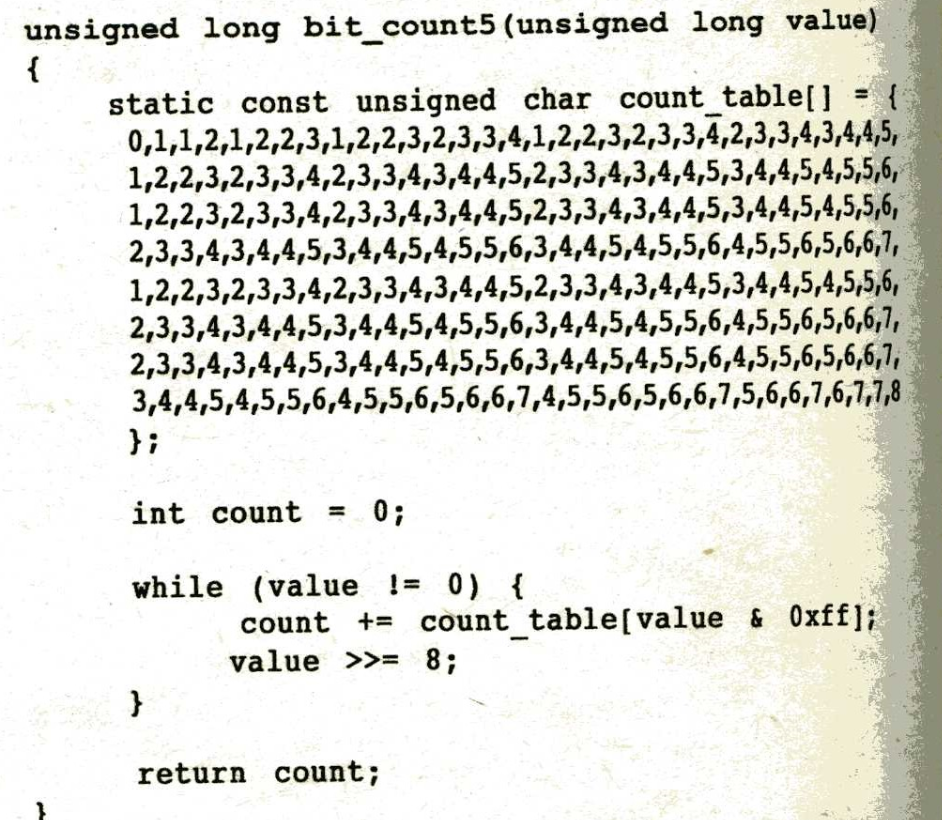 unsigned long bit_count5(unsigned long value)
{
static const unsigned char count_table[] = {
0,1,1,2,1,2,2,3,1,2,2,3,2,3,3,4,1,2,2,3,2,3,3,4,2,3,3,4,3,4,4,5,
1,2,2,3,2,3,3,4,2,3,3,4,3,4,4,5,2,3,3,4,3,4,4,5,3,4,4,5,4,5,5,6,
1,2,2,3,2,3,3,4,2,3,3,4,3,4,4,5,2,3,3,4,3,4,4,5,3,4,4,5,4,5,5,6,
2,3,3,4,3,4,4,5,3,4,4,5,4,5,5,6,3,4,4,5,4,5,5,6,4,5,5,6,5,6,6,7,
1,2,2,3,2,3,3,4,2,3,3,4,3,4,4,5,2,3,3,4,3,4,4,5,3,4,4,5,4,5,5,6,
2,3,3,4,3,4,4,5,3,4,4,5,4,5,5,6,3,4,4,5,4,5,5,6,4,5,5,6,5,6,6,7,
2,3,3,4,3,4,4,5,3,4,4,5,4,5,5,6,3,4,4,5,4,5,5,6,4,5,5,6,5,6,6,7,
3,4,4,5,4,5,5,6,4,5,5,6,5,6,6,7,4,5,5,6,5,6,6,7,5,6,6,7,6,7,7,8
};
int count = 0;
while (value != 0) {
count += count_table[value & 0xff];
value >>= 8;
}
return count;
}